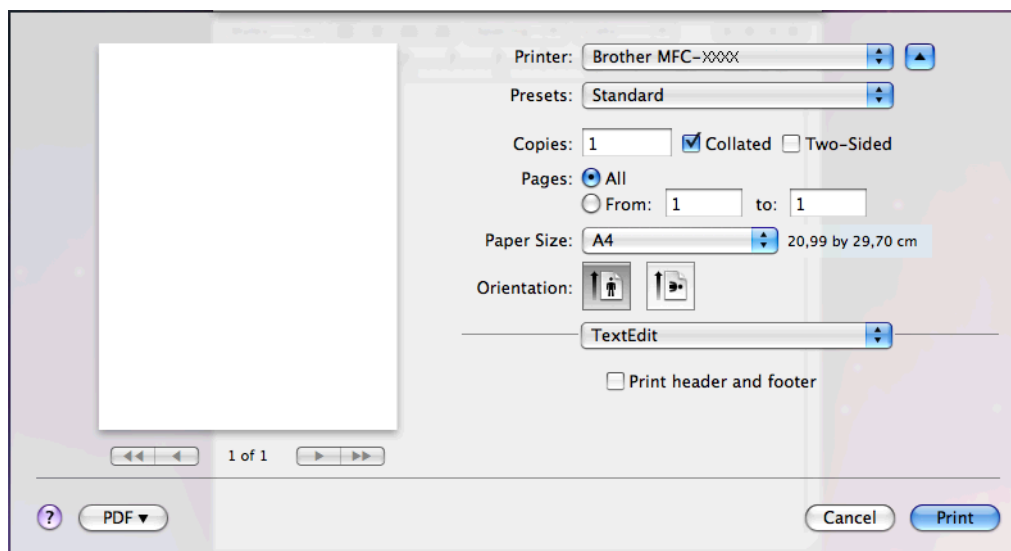 Printer: Brother MFC-XXXX
Presets: Standard
Copies: 1 Collated Two-Sided
Pages: All
From: 1 to: 1
Paper Size: A4 20,99 by 29,70 cm
Orientation:
TextEdit
Print header and footer
1 of 1
? PDF ▼ Cancel Print